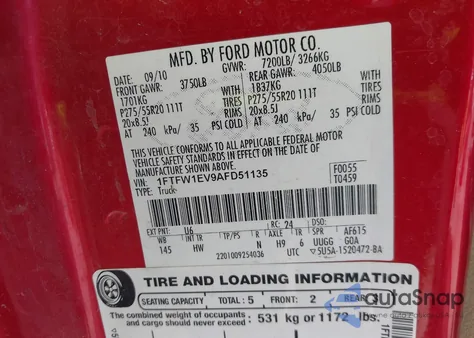 MFD. BY FORD MOTOR CO.
DATE: 09/10 GVWR: 7200LB/ 3266KG
FRONT GAWR: 3750LB REAR GAWR: 4050LB
1701KG 1837KG
P275/55R20 111T TIRES P275/55R20 111T TIRES
20x8.5J RIMS 20x8.5J RIMS
AT 240 kPa/ 35 PSI COLD AT 240 kPa/ 35 PSI COLD
THIS VEHICLE CONFORMS TO ALL APPLICABLE FEDERAL MOTOR
VEHICLE SAFETY STANDARDS IN EFFECT ON THE DATE OF
MANUFACTURE SHOWN ABOVE.
VIN: 1FTFW1EV9AFD51135 F0055
TYPE: Truck T0459
EXT PNT: U6 RC: 24 DSO:
WB INT TR TP/PS R AXLE TR SPR AF615
145 HW N H9 6 UUGG GOA
2201009254036 UTC 5U5A-1520472-BA
TIRE AND LOADING INFORMATION
SEATING CAPACITY TOTAL: 5 FRONT: 2 REAR
The combined weight of occupants
and cargo should never exceed: 531 kg or 1172 lbs.
autoSnap